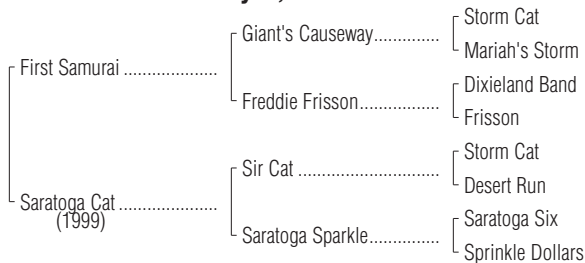 Storm Cat
Giant's Causeway..............
Mariah's Storm
First Samurai ....................
Dixieland Band
Freddie Frisson.................
Frisson
Storm Cat
Sir Cat ..............................
Desert Run
Saratoga Cat .....................
(1999)
Saratoga Six
Saratoga Sparkle...............
Sprinkle Dollars